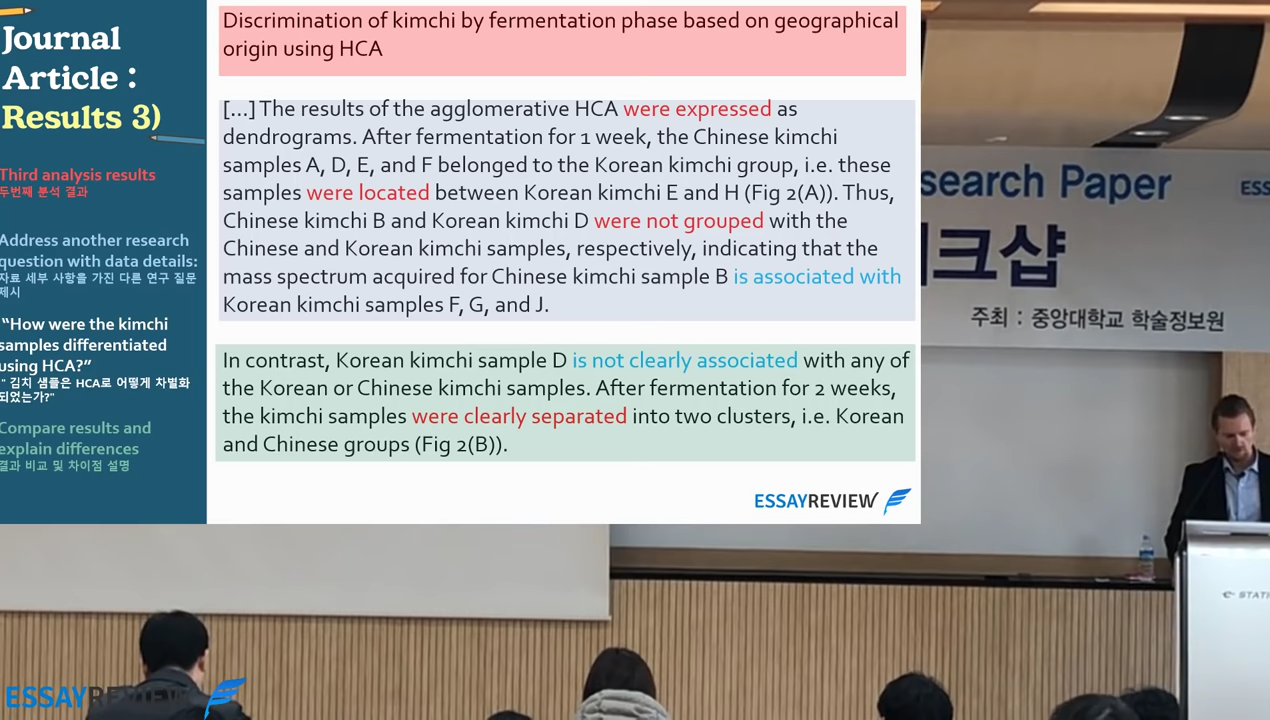 Journal
Article :
Results 3)
Third analysis results
두번째 분석 결과
Address another research
question with data details:
자료 세부 사항을 가진 다른 연구 질문
제시
“How were the kimchi
samples differentiated
using HCA?”
" 김치 샘플은 HCA로 어떻게 차별화
되었는가?"
Compare results and
explain differences
결과 비교 및 차이점 설명
Discrimination of kimchi by fermentation phase based on geographical
origin using HCA
[...] The results of the agglomerative HCA were expressed as
dendrograms. After fermentation for 1 week, the Chinese kimchi
samples A, D, E, and F belonged to the Korean kimchi group, i.e. these
samples were located between Korean kimchi E and H (Fig 2(A)). Thus,
Chinese kimchi B and Korean kimchi D were not grouped with the
Chinese and Korean kimchi samples, respectively, indicating that the
mass spectrum acquired for Chinese kimchi sample B is associated with
Korean kimchi samples F, G, and J.
In contrast, Korean kimchi sample D is not clearly associated with any of
the Korean or Chinese kimchi samples. After fermentation for 2 weeks,
the kimchi samples were clearly separated into two clusters, i.e. Korean
and Chinese groups (Fig 2(B)).
ESSAYREVIEW
search Paper
ESS
크샵
주최 : 중앙대학교 학술정보원
ESSAYREVIEW